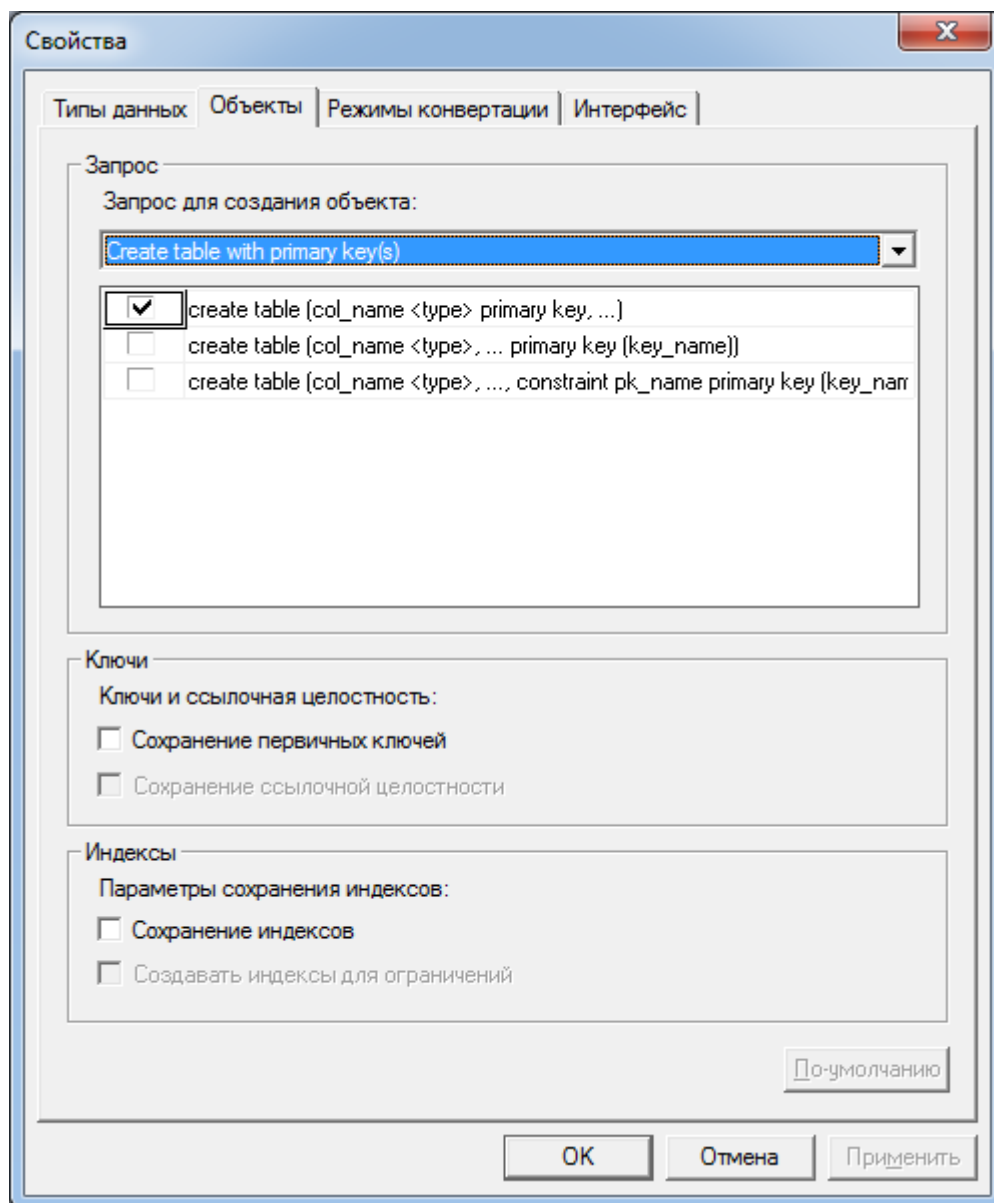 Свойства
Типы данных Объекты Режимы конвертации Интерфейс
Запрос
Запрос для создания объекта:
Create table with primary key(s)
create table (col_name <type> primary key, ...)
create table (col_name <type>, ... primary key (key_name))
create table (col_name <type>, ..., constraint pk_name primary key (key_nam
Ключи
Ключи и ссылочная целостность:
Сохранение первичных ключей
Сохранение ссылочной целостности
Индексы
Параметры сохранения индексов:
Сохранение индексов
Создавать индексы для ограничений
По-умолчанию
OK Отмена Применить